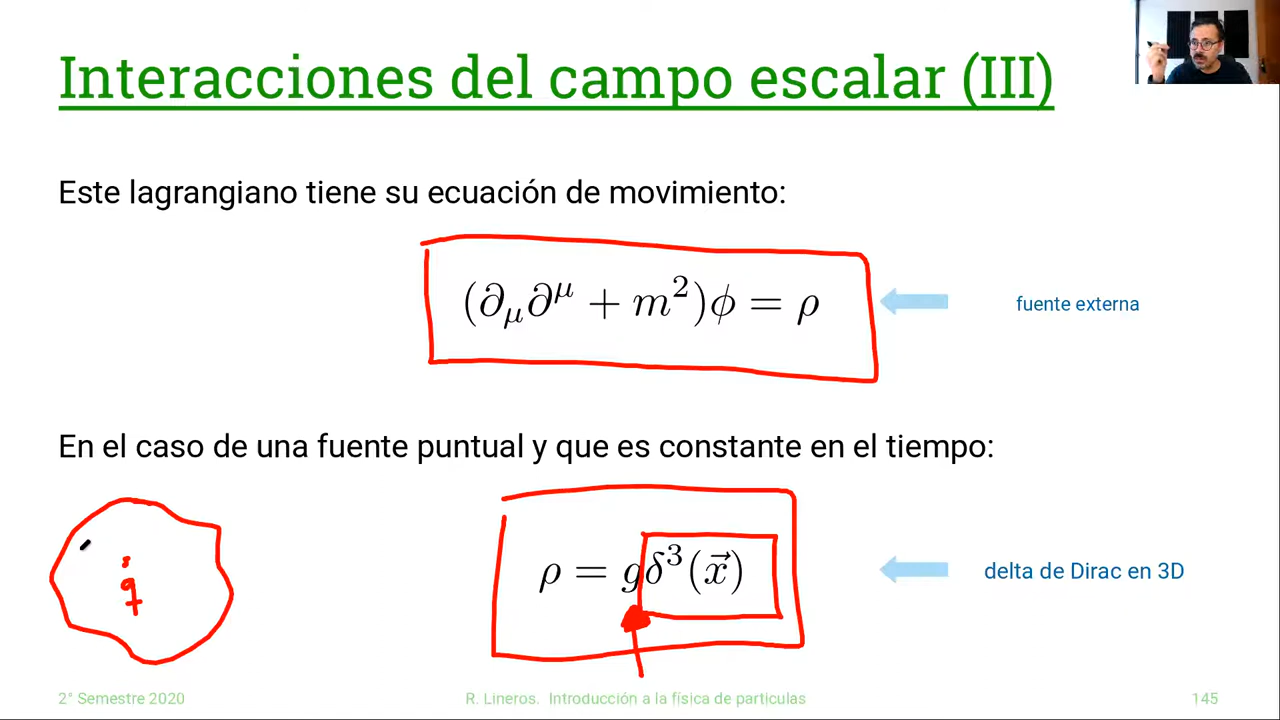 Interacciones del campo escalar (III)
Este lagrangiano tiene su ecuación de movimiento:
(∂_μ∂^μ + m²)ϕ = ρ
fuente externa
En el caso de una fuente puntual y que es constante en el tiempo:
q
ρ = gδ³(x⃗)
delta de Dirac en 3D
2° Semestre 2020
R. Lineros. Introducción a la física de particulas
145